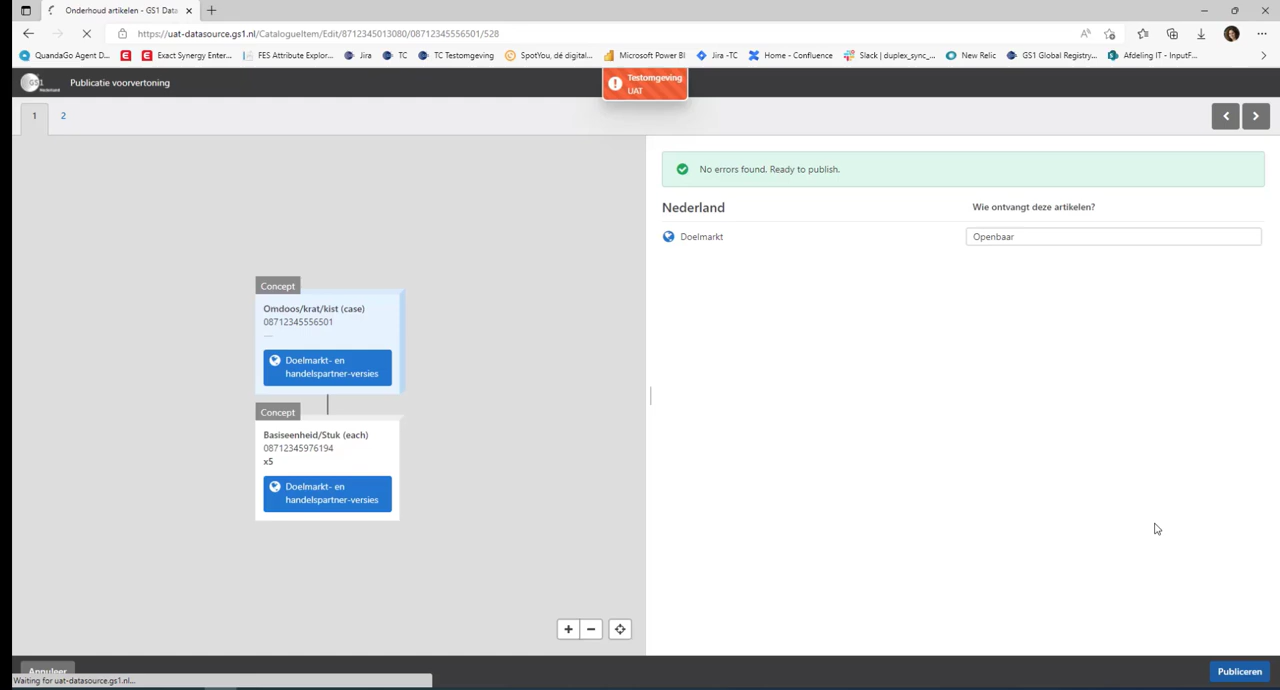 Onderhoud artikelen - GS1 Data
https://uat-datasource.gs1.nl/CatalogueItem/Edit/8712345013080/08712345556501/528
QuandaGo Agent D...
Exact Synergy Enter...
FES Attribute Explor...
Jira
TC
TC Testomgeving
SpotYou, dé digital...
Microsoft Power BI
Jira -TC
Home - Confluence
Slack | duplex_sync_...
New Relic
GS1 Global Registry...
Afdeling IT - InputF...
GS1
Nederland
Publicatie voorvertoning
Testomgeving
UAT
1
2
No errors found. Ready to publish.
Nederland
Wie ontvangt deze artikelen?
Doelmarkt
Openbaar
Concept
Omdoos/krat/kist (case)
08712345556501
Doelmarkt- en
handelspartner-versies
Concept
Basiseenheid/Stuk (each)
08712345976194
x5
Doelmarkt- en
handelspartner-versies
Annuleer
Waiting for uat-datasource.gs1.nl...
Publiceren